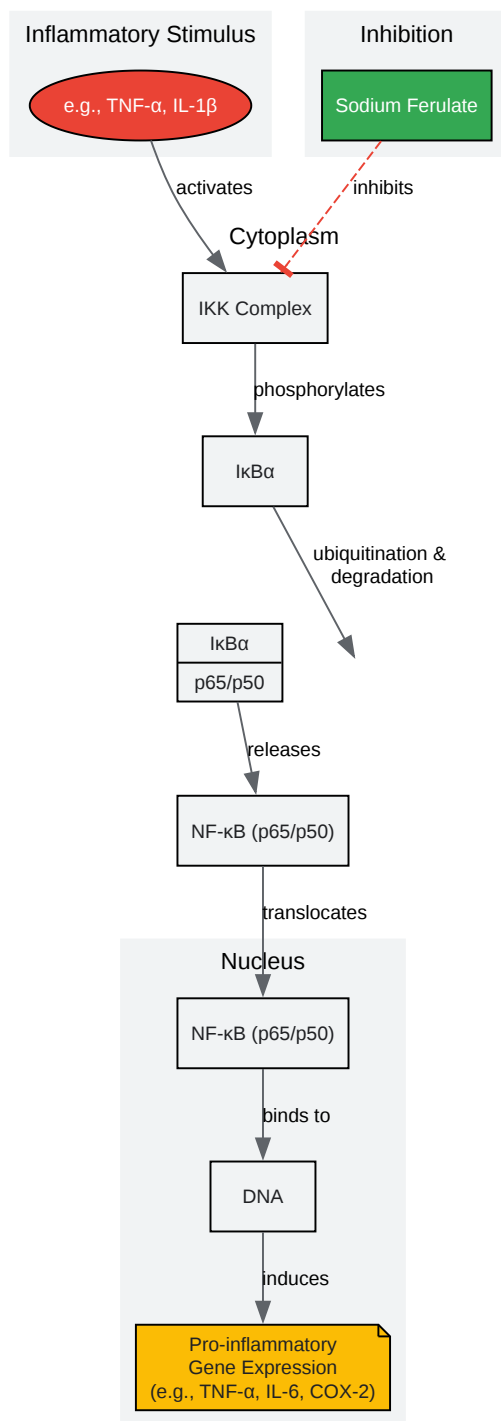 Inflammatory Stimulus
Inhibition
e.g., TNF-α, IL-1β
Sodium Ferulate
activates
inhibits
Cytoplasm
IKK Complex
phosphorylates
IκBα
ubiquitination &
degradation
IκBα
p65/p50
releases
NF-κB (p65/p50)
translocates
Nucleus
NF-κB (p65/p50)
binds to
DNA
induces
Pro-inflammatory
Gene Expression
(e.g., TNF-α, IL-6, COX-2)